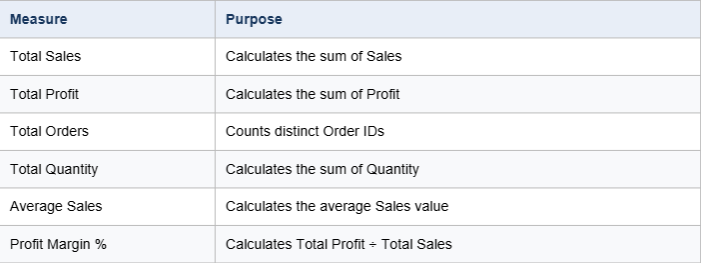 Measure Purpose
Total Sales Calculates the sum of Sales
Total Profit Calculates the sum of Profit
Total Orders Counts distinct Order IDs
Total Quantity Calculates the sum of Quantity
Average Sales Calculates the average Sales value
Profit Margin % Calculates Total Profit ÷ Total Sales